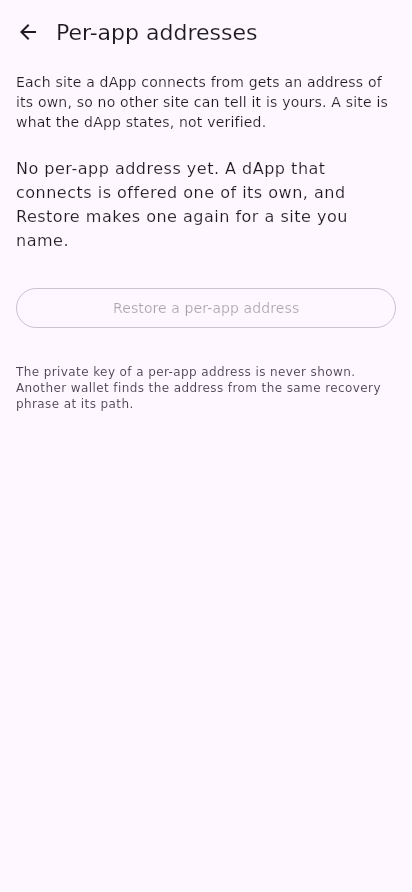 Per-app addresses
Each site a dApp connects from gets an address of
its own, so no other site can tell it is yours. A site is
what the dApp states, not verified.
No per-app address yet. A dApp that
connects is offered one of its own, and
Restore makes one again for a site you
name.
Restore a per-app address
The private key of a per-app address is never shown.
Another wallet finds the address from the same recovery
phrase at its path.